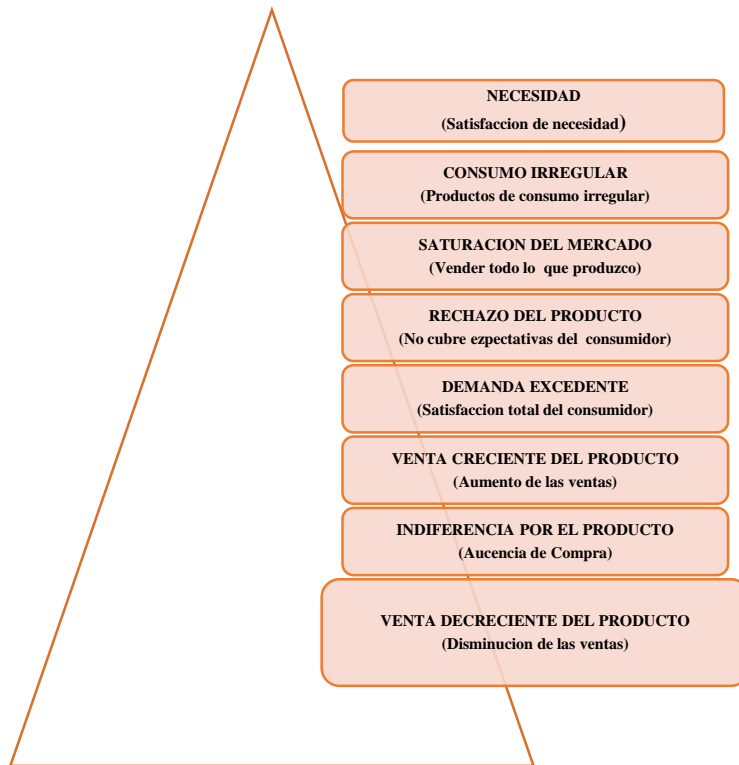 NECESIDAD
(Satisfaccion de necesidad)
CONSUMO IRREGULAR
(Productos de consumo irregular)
SATURACION DEL MERCADO
(Vender todo lo que produzco)
RECHAZO DEL PRODUCTO
(No cubre ezpectativas del consumidor)
DEMANDA EXCEDENTE
(Satisfaccion total del consumidor)
VENTA CRECIENTE DEL PRODUCTO
(Aumento de las ventas)
INDIFERENCIA POR EL PRODUCTO
(Aucencia de Compra)
VENTA DECRECIENTE DEL PRODUCTO
(Disminucion de las ventas)